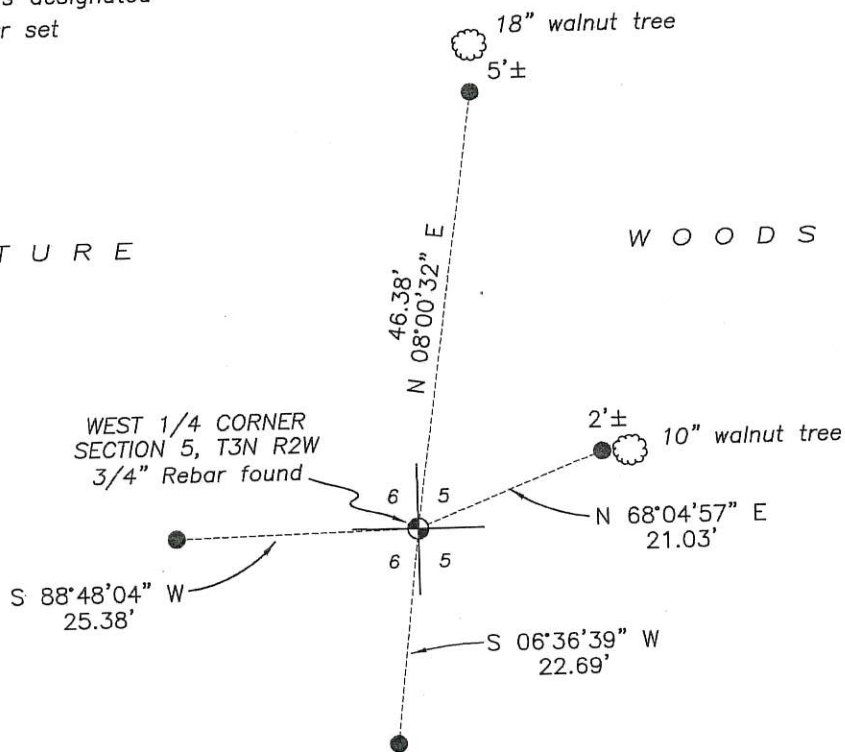 designated
set
18" walnut tree
5'±
T U R E
W O O D S
46.38'
N 08°00'32" E
WEST 1/4 CORNER
SECTION 5, T3N R2W
3/4" Rebar found
2'±
10" walnut tree
6 5
N 68°04'57" E
21.03'
6 5
S 88°48'04" W
25.38'
S 06°36'39" W
22.69'